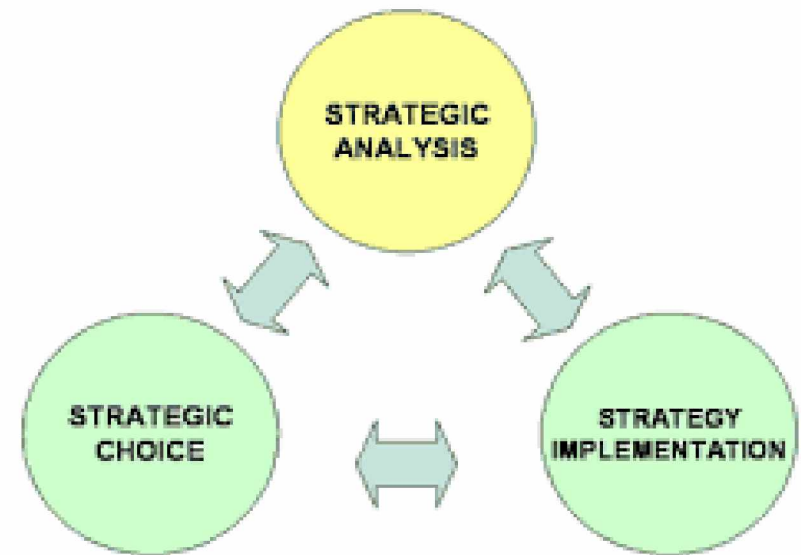 STRATEGIC
ANALYSIS
STRATEGIC
CHOICE
STRATEGY
IMPLEMENTATION